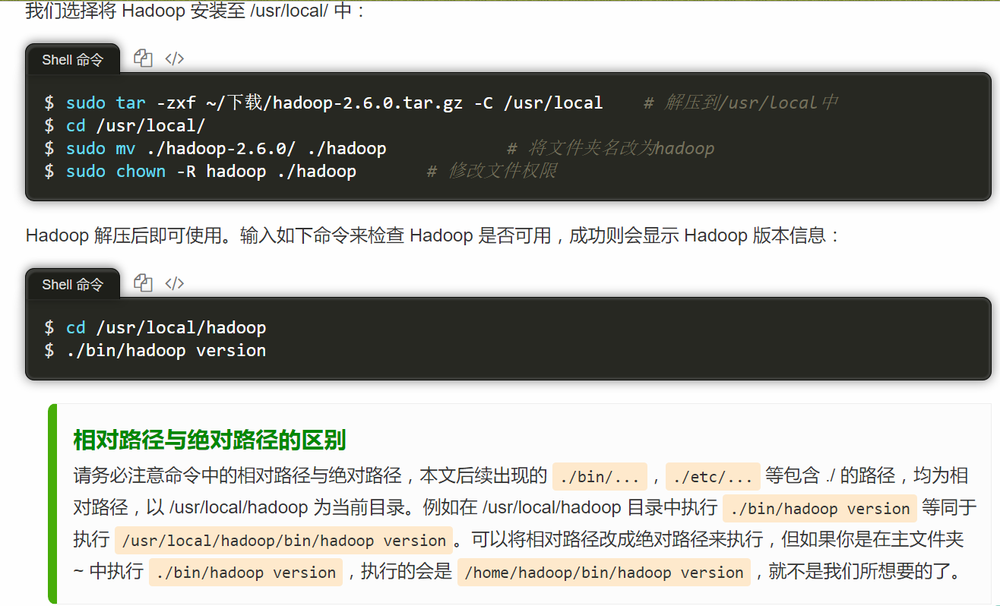 我们选择将 Hadoop 安装至 /usr/local/ 中：
Shell 命令
$ sudo tar -zxf ~/下载/hadoop-2.6.0.tar.gz -C /usr/local    # 解压到/usr/local中
$ cd /usr/local/
$ sudo mv ./hadoop-2.6.0/ ./hadoop            # 将文件夹名改为hadoop
$ sudo chown -R hadoop ./hadoop       # 修改文件权限
Hadoop 解压后即可使用。输入如下命令来检查 Hadoop 是否可用，成功则会显示 Hadoop 版本信息：
Shell 命令
$ cd /usr/local/hadoop
$ ./bin/hadoop version
相对路径与绝对路径的区别
请务必注意命令中的相对路径与绝对路径，本文后续出现的 ./bin/...，./etc/... 等包含 ./ 的路径，均为相
对路径，以 /usr/local/hadoop 为当前目录。例如在 /usr/local/hadoop 目录中执行 ./bin/hadoop version 等同于
执行 /usr/local/hadoop/bin/hadoop version。可以将相对路径改成绝对路径来执行，但如果你是在主文件夹
~ 中执行 ./bin/hadoop version，执行的会是 /home/hadoop/bin/hadoop version，就不是我们所想要的了。